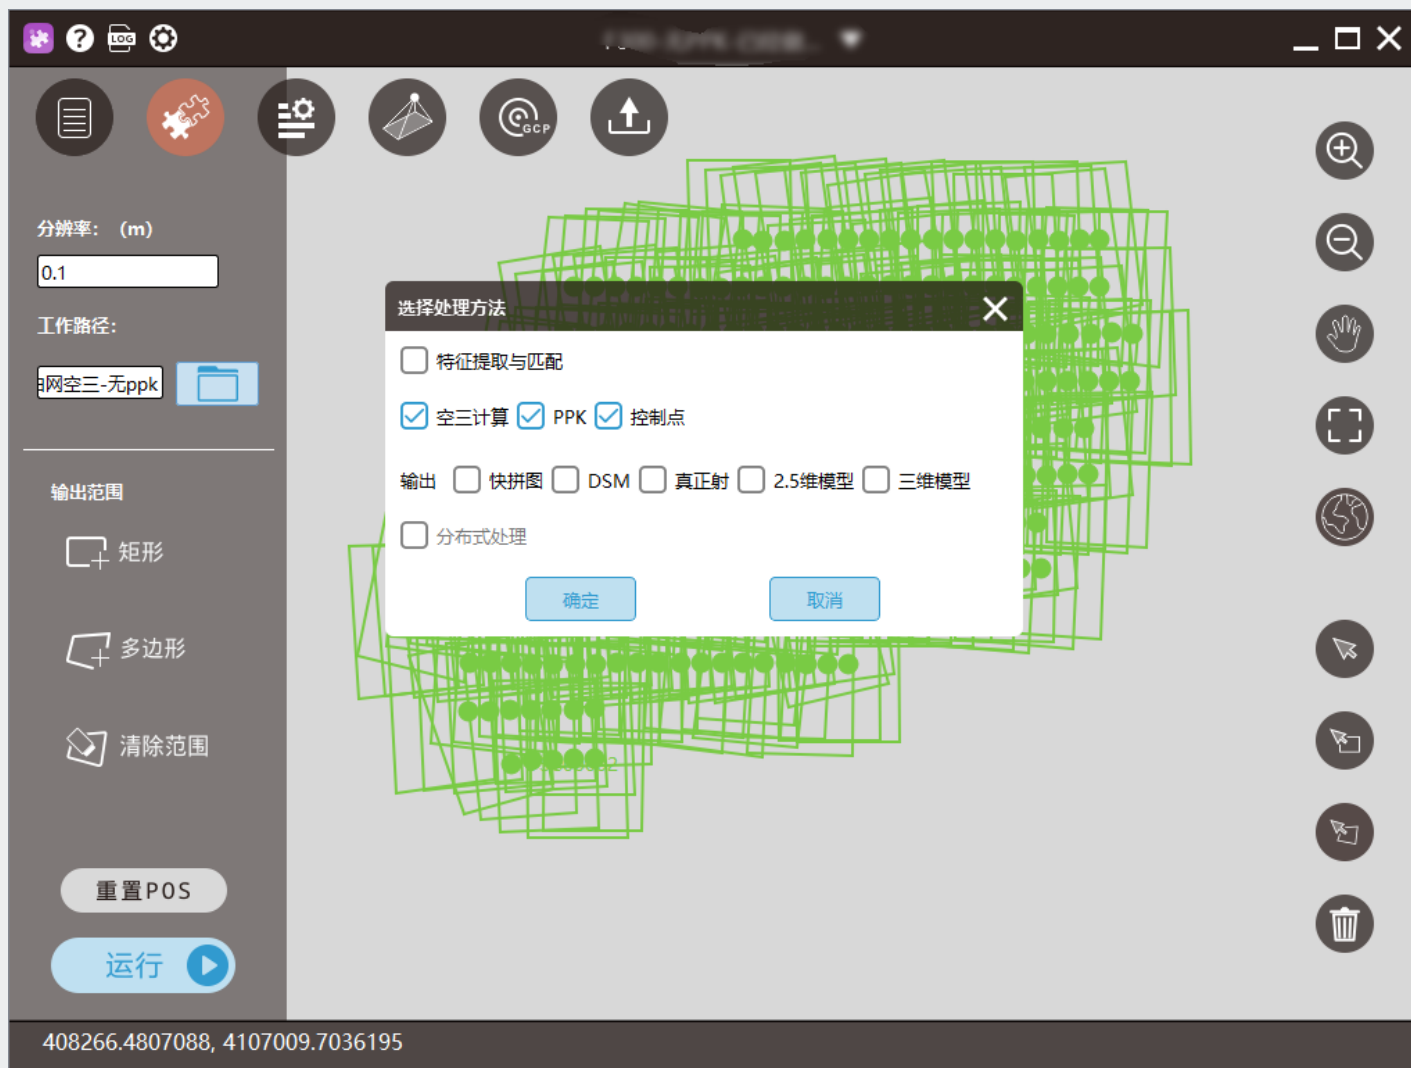 LOG
GCP
分辨率： （m）
0.1
工作路径：
网空三-无ppk
输出范围
矩形
多边形
清除范围
重置POS
运行
选择处理方法
特征提取与匹配
空三计算 PPK 控制点
输出 快拼图 DSM 真正射 2.5维模型 三维模型
分布式处理
确定 取消
408266.4807088, 4107009.7036195